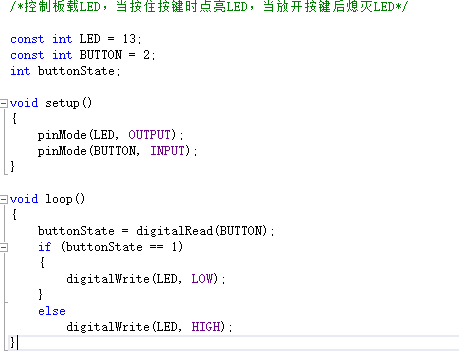 /*控制板载LED，当按住按键时点亮LED，当放开按键后熄灭LED*/
const int LED = 13;
const int BUTTON = 2;
int buttonState;
void setup()
{
    pinMode(LED, OUTPUT);
    pinMode(BUTTON, INPUT);
}
void loop()
{
    buttonState = digitalRead(BUTTON);
    if (buttonState == 1)
    {
        digitalWrite(LED, LOW);
    }
    else
        digitalWrite(LED, HIGH);
}